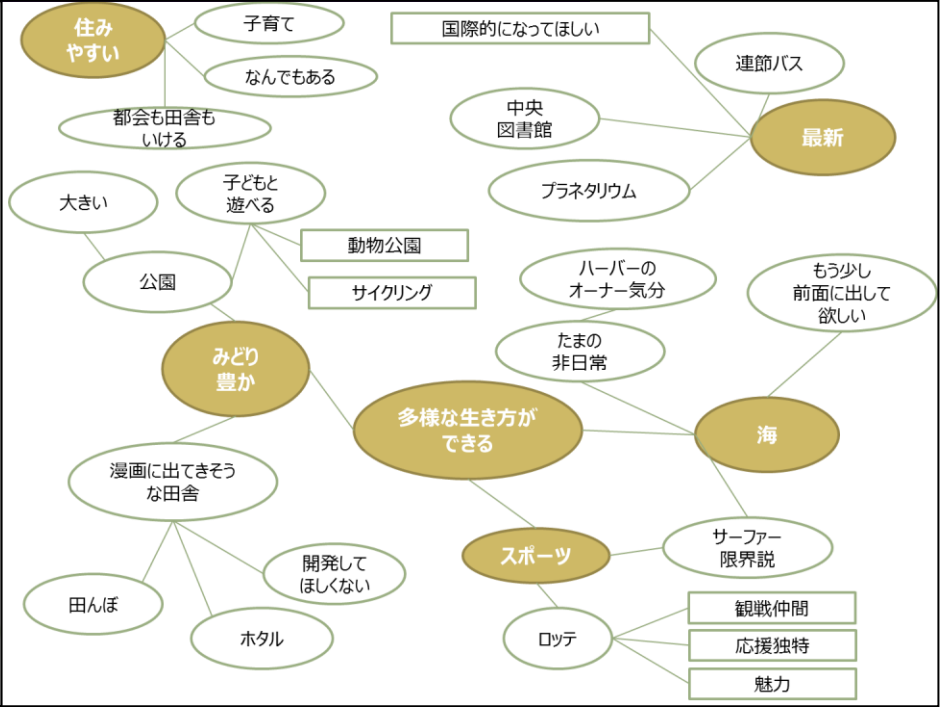 住み
やすい
子育て
なんでもある
都会も田舎も
いける
国際的になってほしい
連節バス
中央
図書館
最新
プラネタリウム
大きい
子どもと
遊べる
動物公園
公園
サイクリング
ハーバーの
オーナー気分
もう少し
前面に出して
欲しい
たまの
非日常
みどり
豊か
多様な生き方が
できる
海
漫画に出てきそう
な田舎
サーファー
限界説
スポーツ
開発して
ほしくない
田んぼ
ホタル
ロッテ
観戦仲間
応援独特
魅力